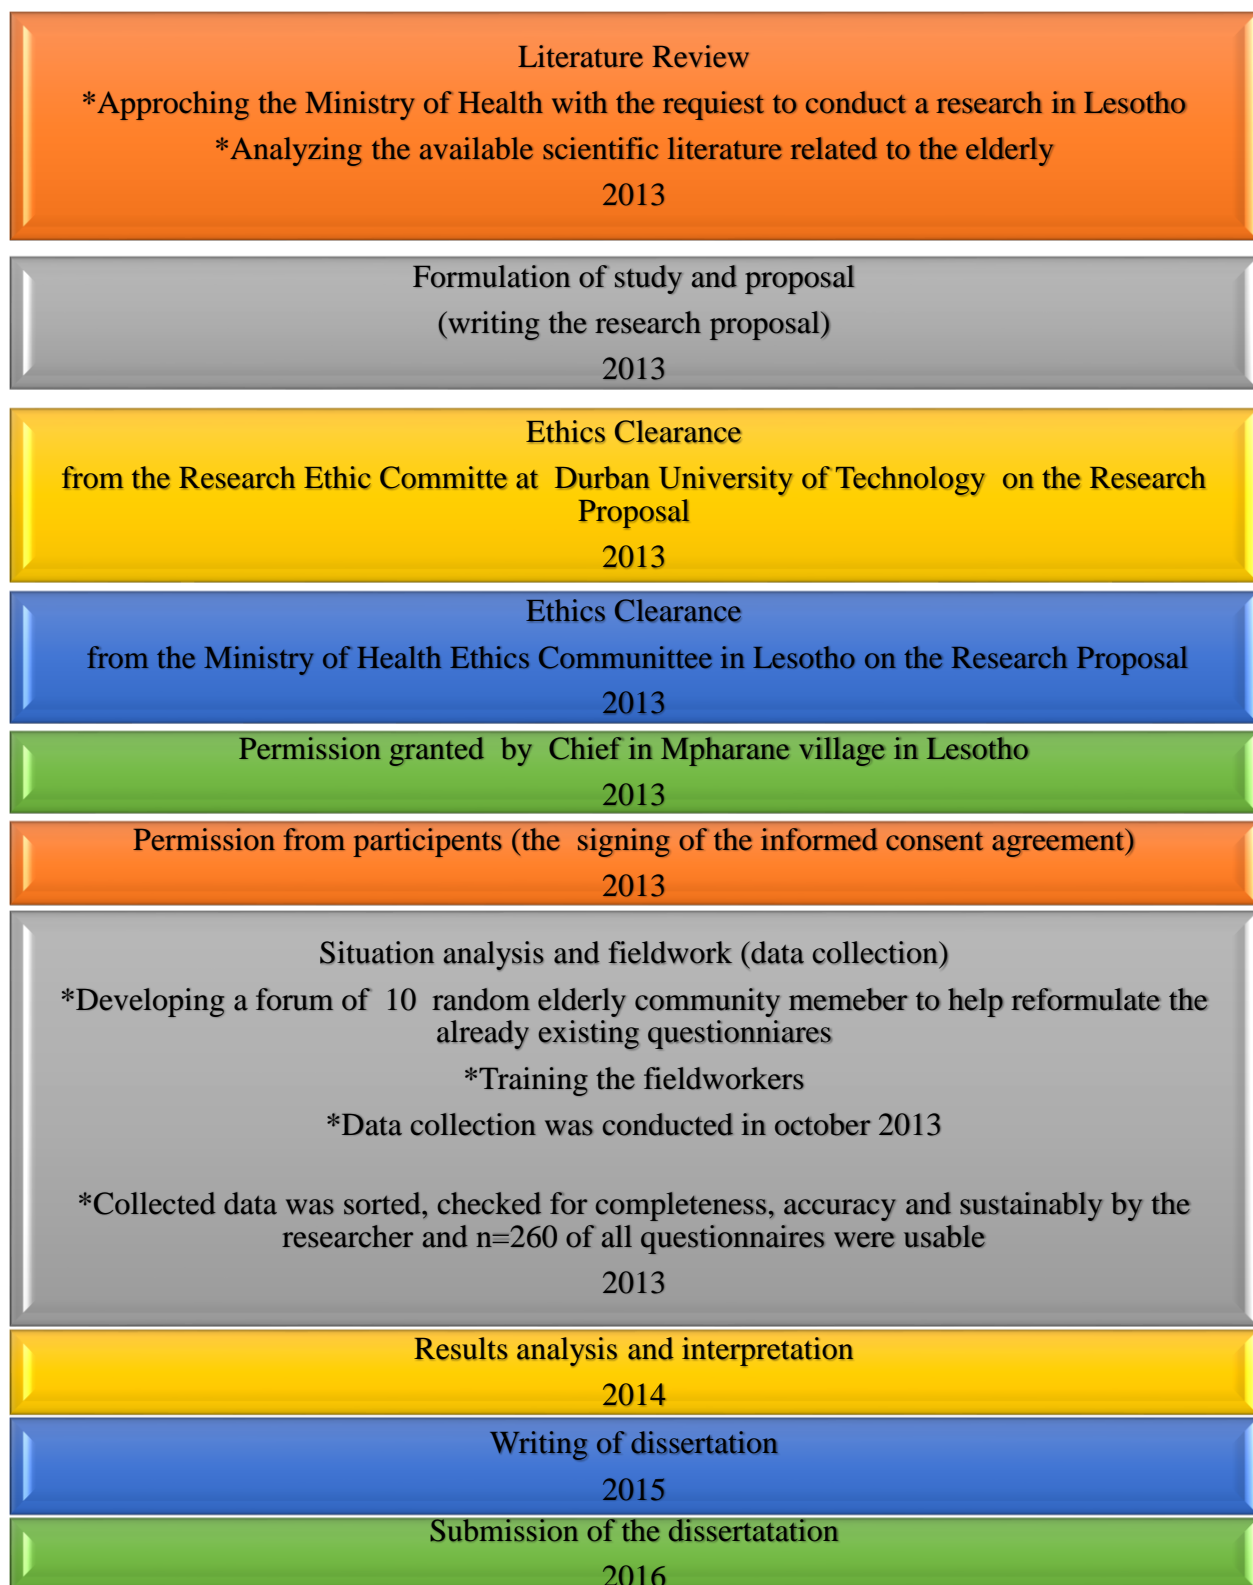 Literature Review
*Approching the Ministry of Health with the requiest to conduct a research in Lesotho
*Analyzing the available scientific literature related to the elderly
2013
Formulation of study and proposal
(writing the research proposal)
2013
Ethics Clearance
from the Research Ethic Committe at Durban University of Technology on the Research
Proposal
2013
Ethics Clearance
from the Ministry of Health Ethics Communittee in Lesotho on the Research Proposal
2013
Permission granted by Chief in Mpharane village in Lesotho
2013
Permission from participents (the signing of the informed consent agreement)
2013
Situation analysis and fieldwork (data collection)
*Developing a forum of 10 random elderly community memeber to help reformulate the
already existing questionniares
*Training the fieldworkers
*Data collection was conducted in october 2013
*Collected data was sorted, checked for completeness, accuracy and sustainably by the
researcher and n=260 of all questionnaires were usable
2013
Results analysis and interpretation
2014
Writing of dissertation
2015
Submission of the dissertatation
2016